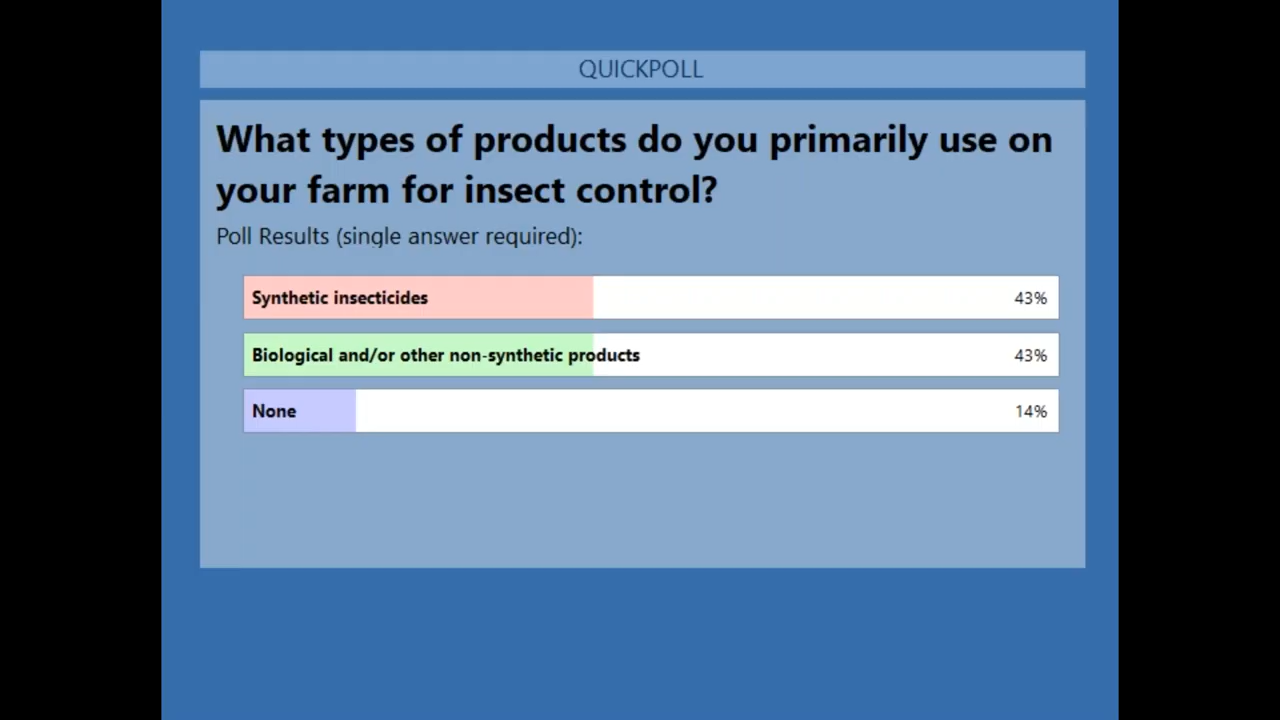 QUICKPOLL
What types of products do you primarily use on
your farm for insect control?
Poll Results (single answer required):
Synthetic insecticides 43%
Biological and/or other non-synthetic products 43%
None 14%